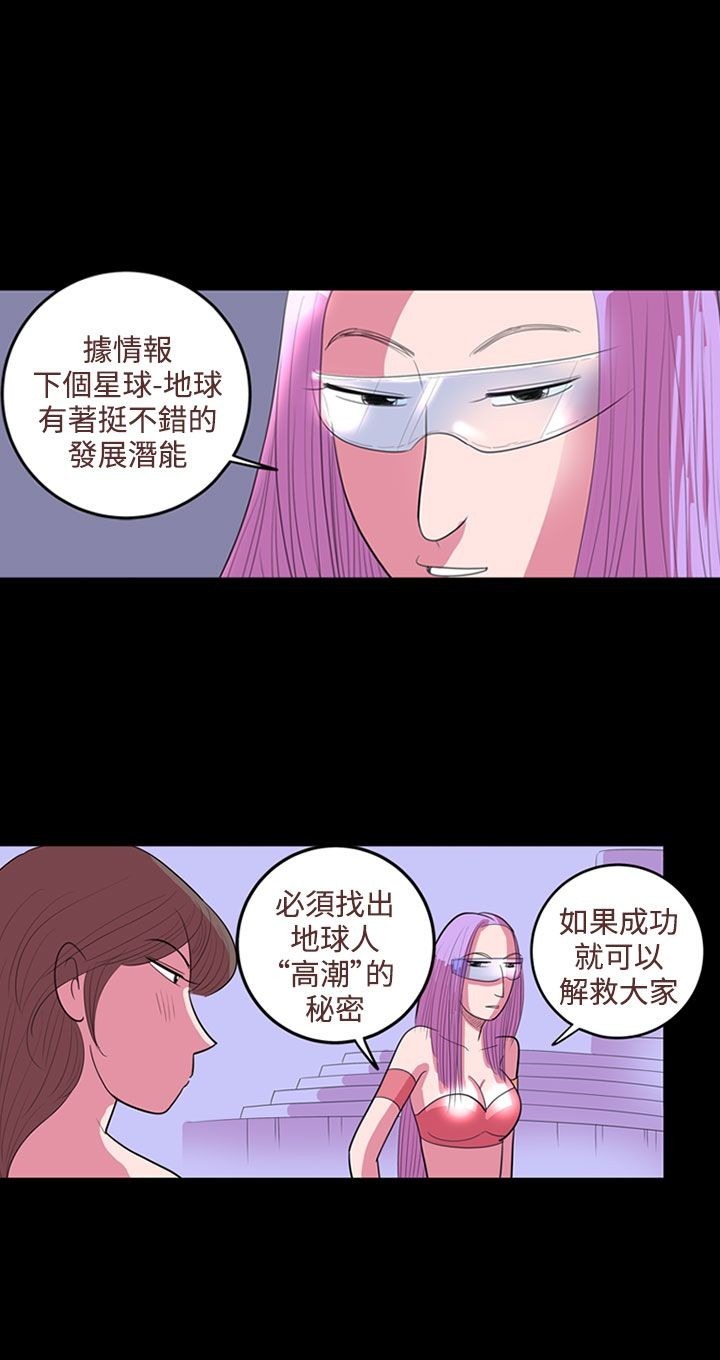 據情報
下個星球-地球
有著挺不錯的
發展潛能
必須找出
地球人
“高潮”的
秘密
如果成功
就可以
解救大家